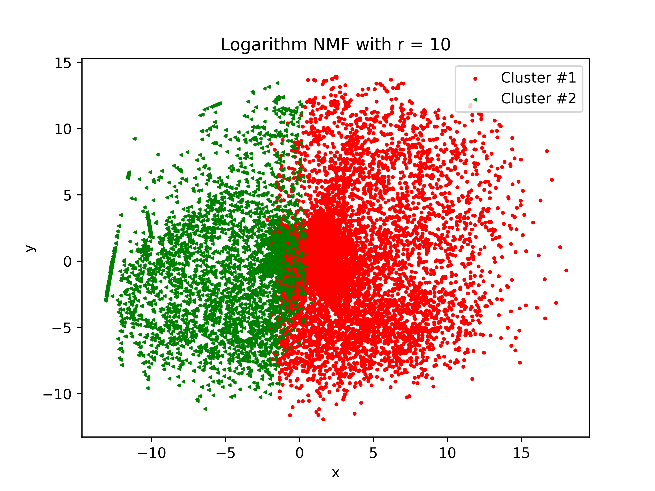 Logarithm NMF with r = 10
Cluster #1
Cluster #2
15
10
5
0
−5
−10
y
−10 −5 0 5 10 15
x